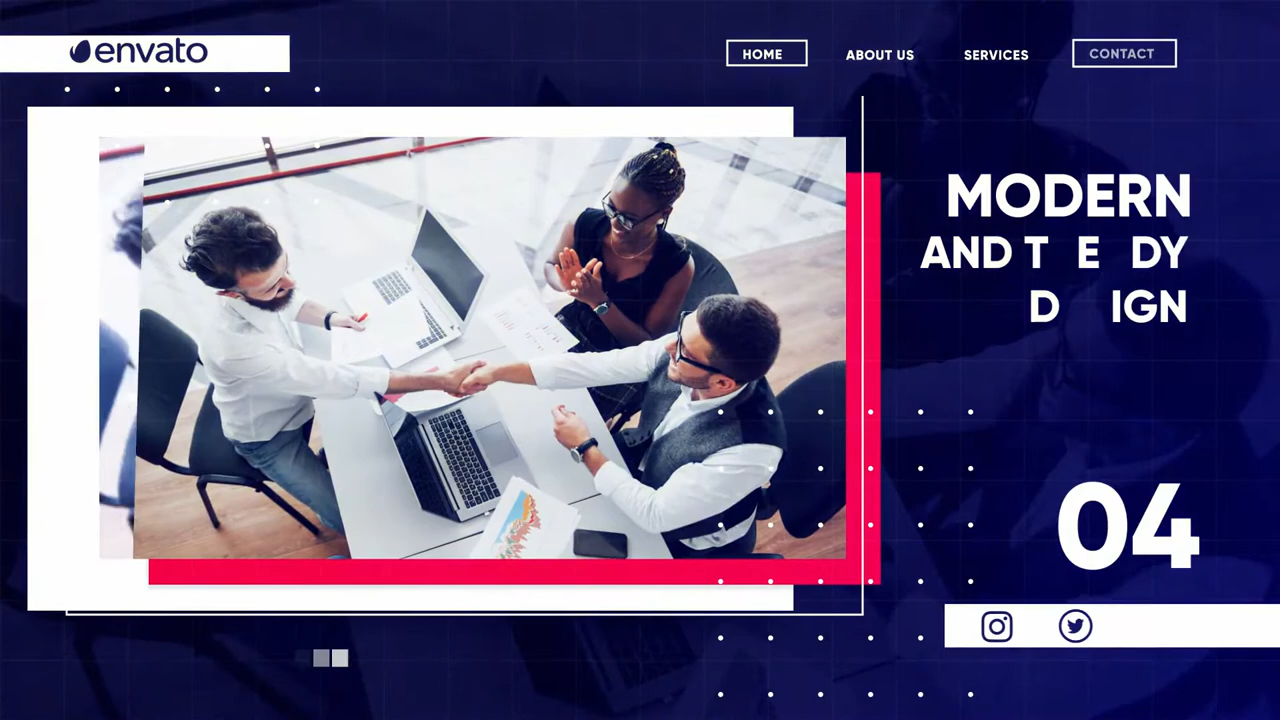 envato
HOME ABOUT US SERVICES CONTACT
MODERN
AND T E DY
D IGN
04